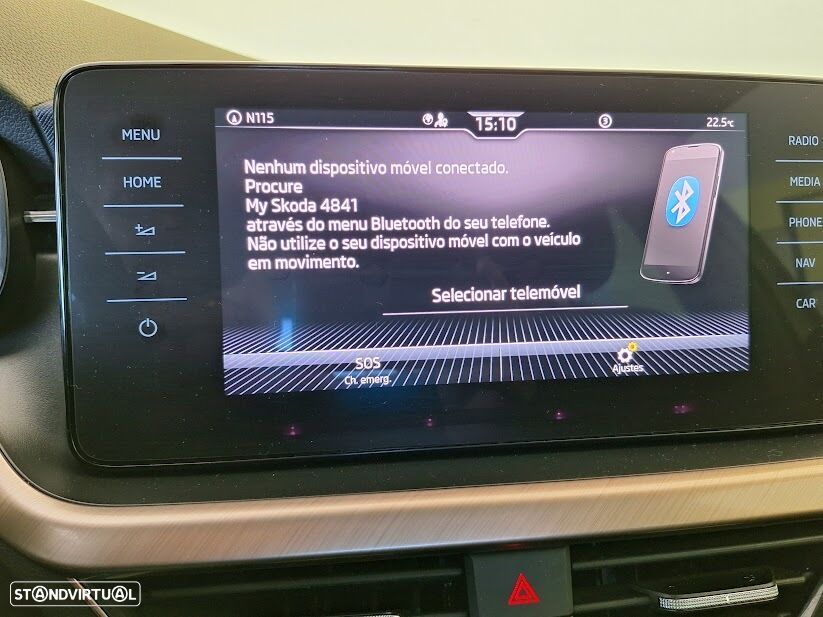 N115
15:10
3
22.5°C
MENU
HOME
RADIO
MEDIA
PHONE
NAV
CAR
Nenhum dispositivo móvel conectado.
Procure
My Skoda 4841
através do menu Bluetooth do seu telefone.
Não utilize o seu dispositivo móvel com o veículo
em movimento.
Selecionar telemóvel
SOS
Ch. emerg.
Ajustes
STANDVIRTUAL